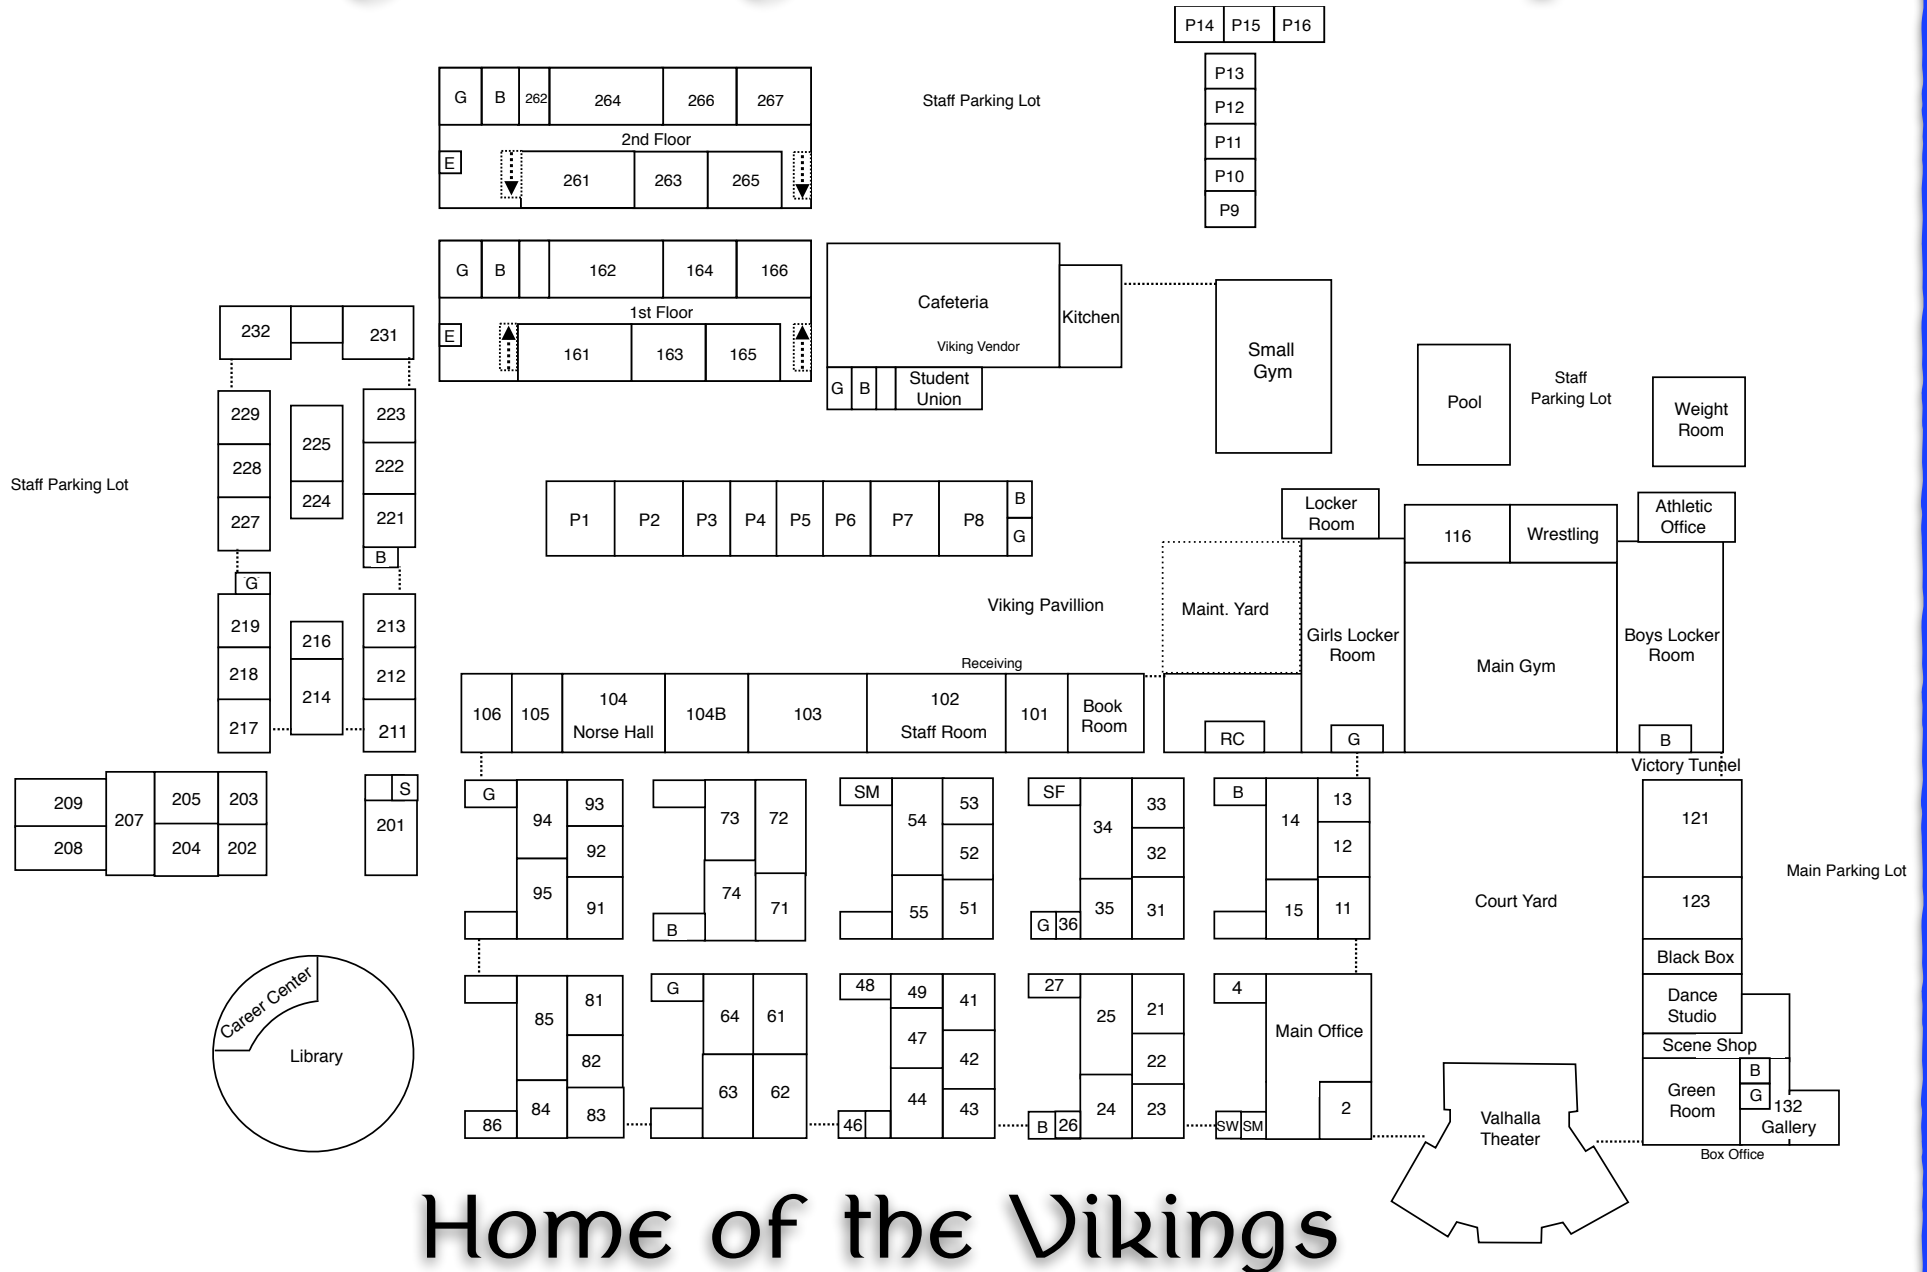 P14 P15 P16
P13
P12
P11
P10
P9
Staff Parking Lot
G B 262 264 266 267
2nd Floor
E
261 263 265
G B 162 164 166
1st Floor
E
161 163 165
Cafeteria
Kitchen
Viking Vendor
G B Student
Union
Small
Gym
Pool
Staff
Parking Lot
Weight
Room
232 231
229 225 223
228 222
227 224 221
B
G
219 216 213
218 214 212
217 211
Staff Parking Lot
P1 P2 P3 P4 P5 P6 P7 P8 B
G
Locker
Room
116 Wrestling
Athletic
Office
Viking Pavillion
Maint. Yard
Girls Locker
Room
Main Gym
Boys Locker
Room
Receiving
106 105 104
Norse Hall
104B 103 102
Staff Room
101 Book
Room
RC G B
Victory Tunnel
209 207 205 203
208 204 202
S
201
G 94 93
92
95 91
73 72
74 71
B
SM 54 53
52
55 51
SF 34 33
32
G 36 35 31
B 14 13
12
15 11
Court Yard
121
123
Black Box
Dance
Studio
Scene Shop
Green
Room
B
G
132
Gallery
Box Office
Main Parking Lot
Career Center
Library
85 81
82
86 84 83
G 64 61
63 62
48 49 41
47 42
46 44 43
27 25 21
22
B 26 24 23
4 Main Office
SW SM 2
Valhalla
Theater
Home of the Vikings